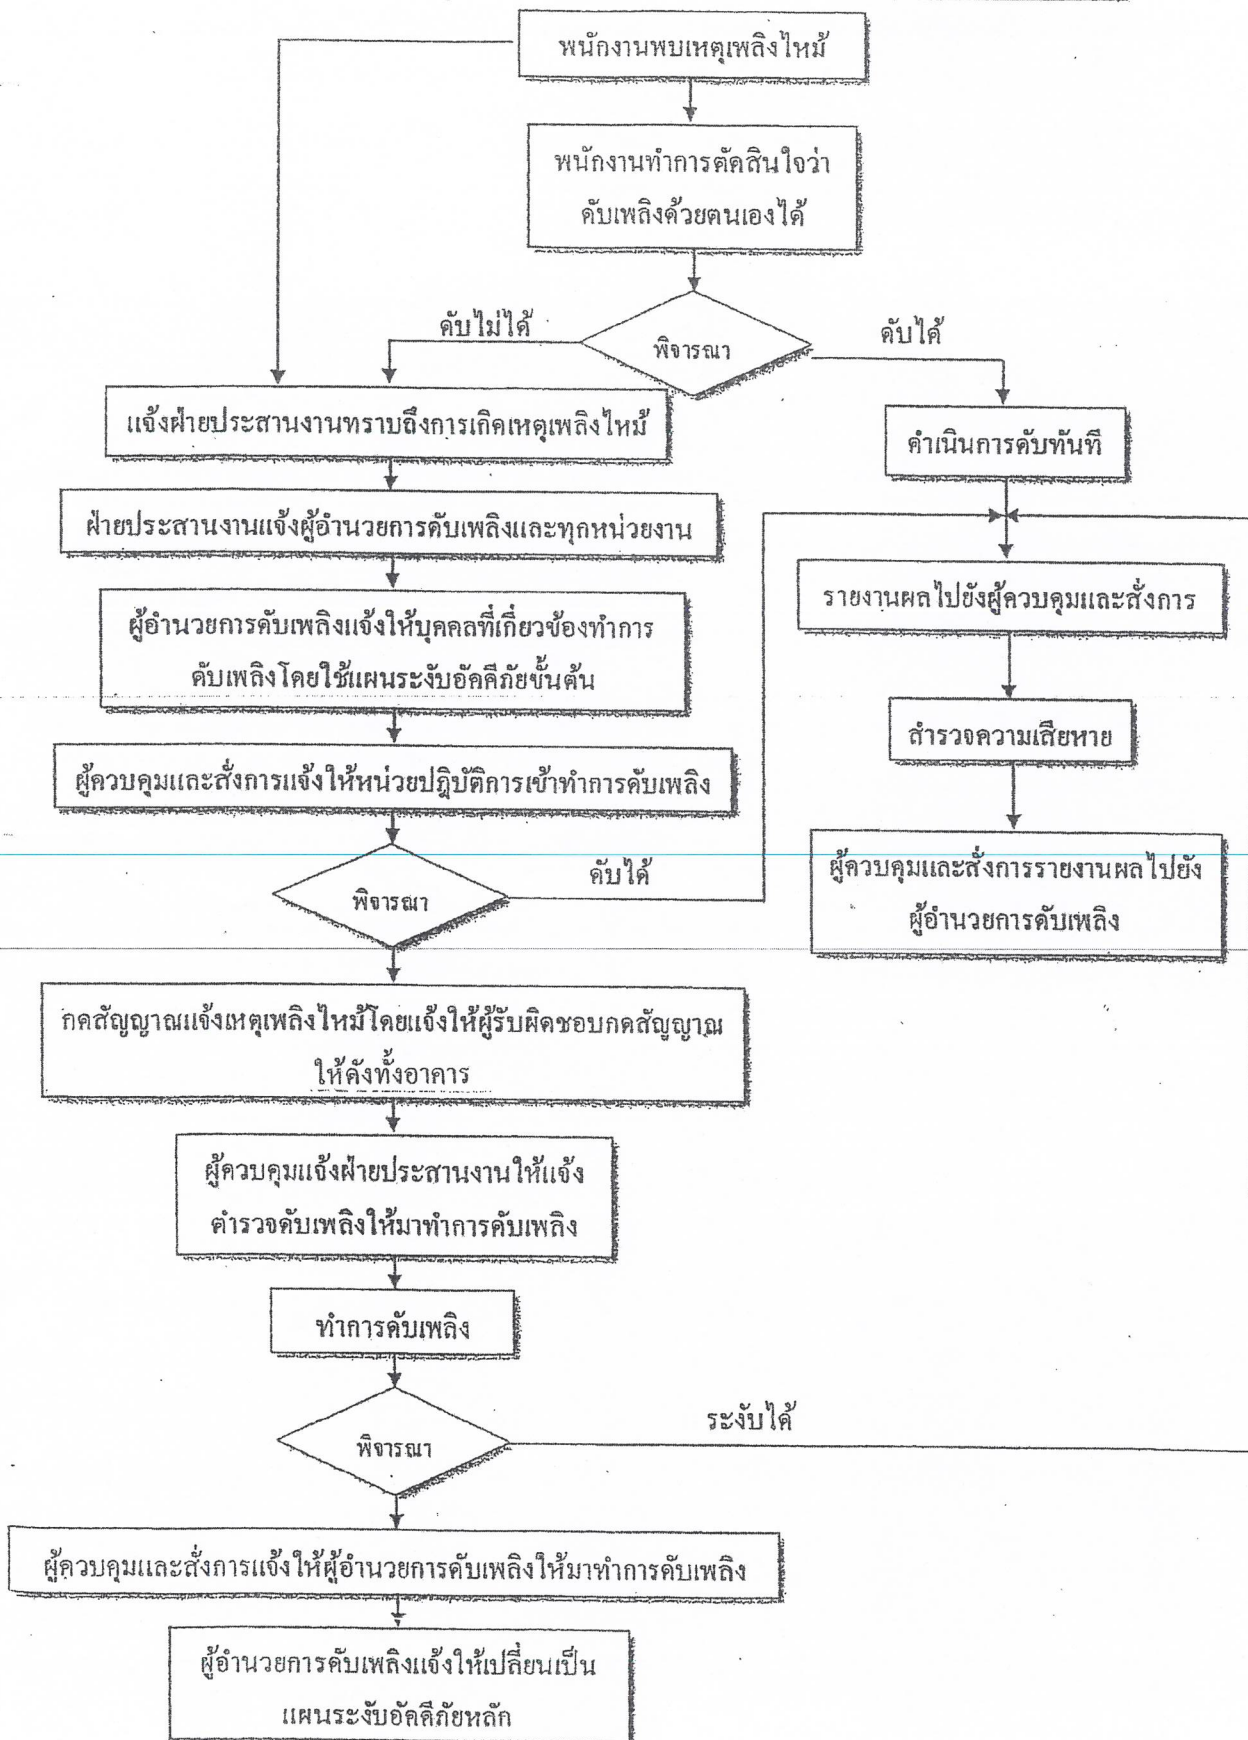 พนักงานพบเหตุเพลิงไหม้
พนักงานทำการตัดสินใจว่า
ดับเพลิงด้วยตนเองได้
พิจารณา
ดับไม่ได้
ดับได้
แจ้งฝ่ายประสานงานทราบถึงการเกิดเหตุเพลิงไหม้
ดำเนินการดับทันที
ฝ่ายประสานงานแจ้งผู้อำนวยการดับเพลิงและทุกหน่วยงาน
รายงานผลไปยังผู้ควบคุมและสั่งการ
ผู้อำนวยการดับเพลิงแจ้งให้บุคคลที่เกี่ยวข้องทำการ
ดับเพลิงโดยใช้แผนระงับอัคคีภัยขั้นต้น
สำรวจความเสียหาย
ผู้ควบคุมและสั่งการแจ้งให้หน่วยปฏิบัติการเข้าทำการดับเพลิง
ผู้ควบคุมและสั่งการรายงานผลไปยัง
ผู้อำนวยการดับเพลิง
พิจารณา
ดับได้
กดสัญญาณแจ้งเหตุเพลิงไหม้โดยแจ้งให้ผู้รับผิดชอบกดสัญญาณ
ให้ดังทั้งอาคาร
ผู้ควบคุมแจ้งฝ่ายประสานงานให้แจ้ง
ตำรวจดับเพลิงให้มาทำการดับเพลิง
ทำการดับเพลิง
พิจารณา
ระงับได้
ผู้ควบคุมและสั่งการแจ้งให้ผู้อำนวยการดับเพลิงให้มาทำการดับเพลิง
ผู้อำนวยการดับเพลิงแจ้งให้เปลี่ยนเป็น
แผนระงับอัคคีภัยหลัก